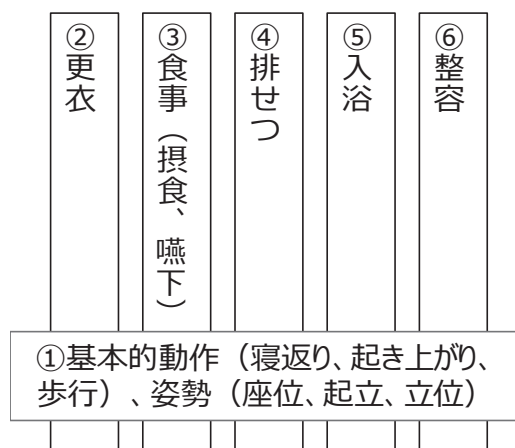 ②更衣
③食事（摂食、嚥下）
④排せつ
⑤入浴
⑥整容
①基本的動作（寝返り、起き上がり、
歩行）、姿勢（座位、起立、立位）